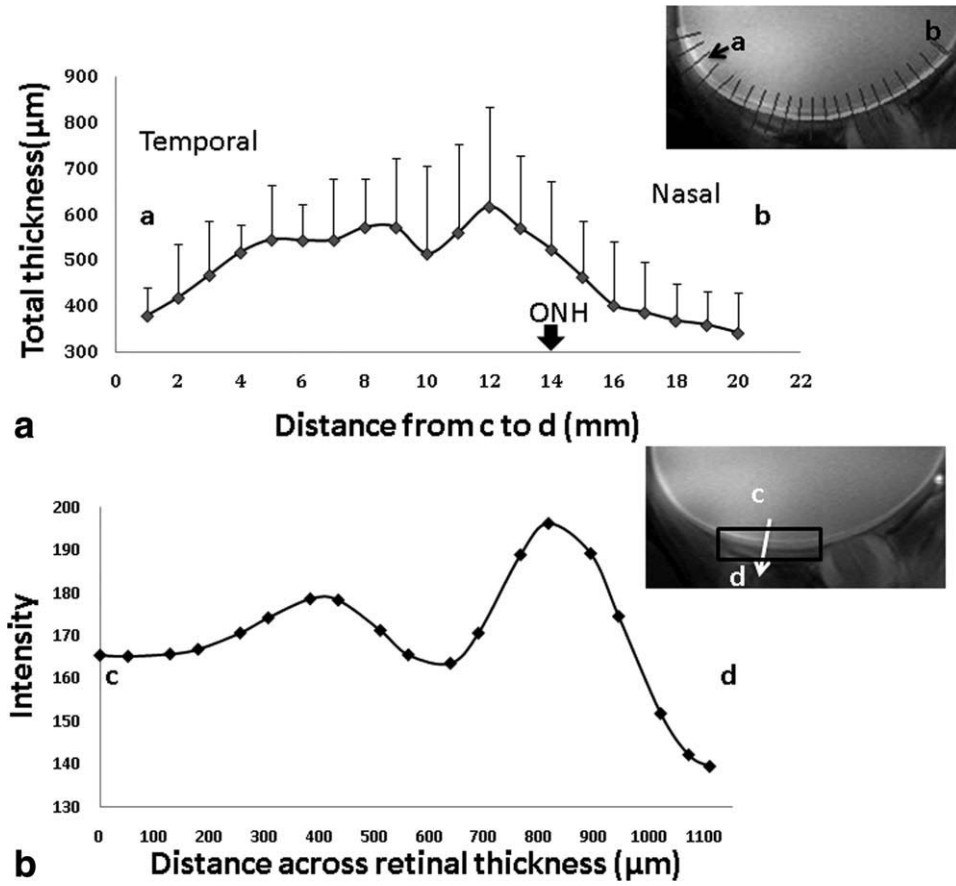 a
b
900
800
700
600
500
400
300
Total thickness(µm)
Temporal
Nasal
a
b
ONH
0 2 4 6 8 10 12 14 16 18 20 22
a
Distance from c to d (mm)
c
d
200
190
180
170
160
150
140
130
Intensity
c
d
0 100 200 300 400 500 600 700 800 900 1000 1100
b
Distance across retinal thickness (µm)